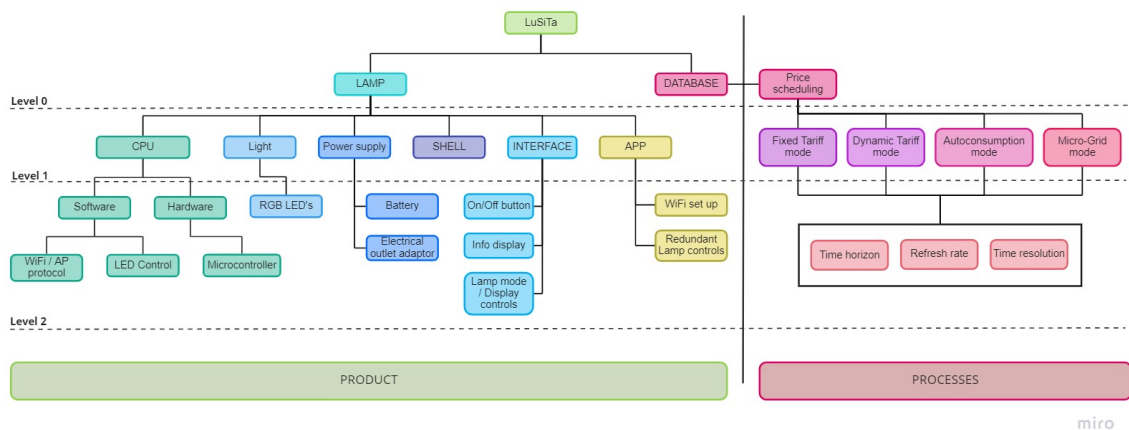 LuSiTa
LAMP
DATABASE
Price
scheduling
Level 0
CPU
Light
Power supply
SHELL
INTERFACE
APP
Fixed Tariff
mode
Dynamic Tariff
mode
Autoconsumption
mode
Micro-Grid
mode
Level 1
Software
Hardware
RGB LED's
Battery
On/Off button
WiFi set up
WiFi / AP
protocol
LED Control
Microcontroller
Electrical
outlet adaptor
Info display
Redundant
Lamp controls
Time horizon
Refresh rate
Time resolution
Lamp mode
/ Display
controls
Level 2
PRODUCT
PROCESSES
miro